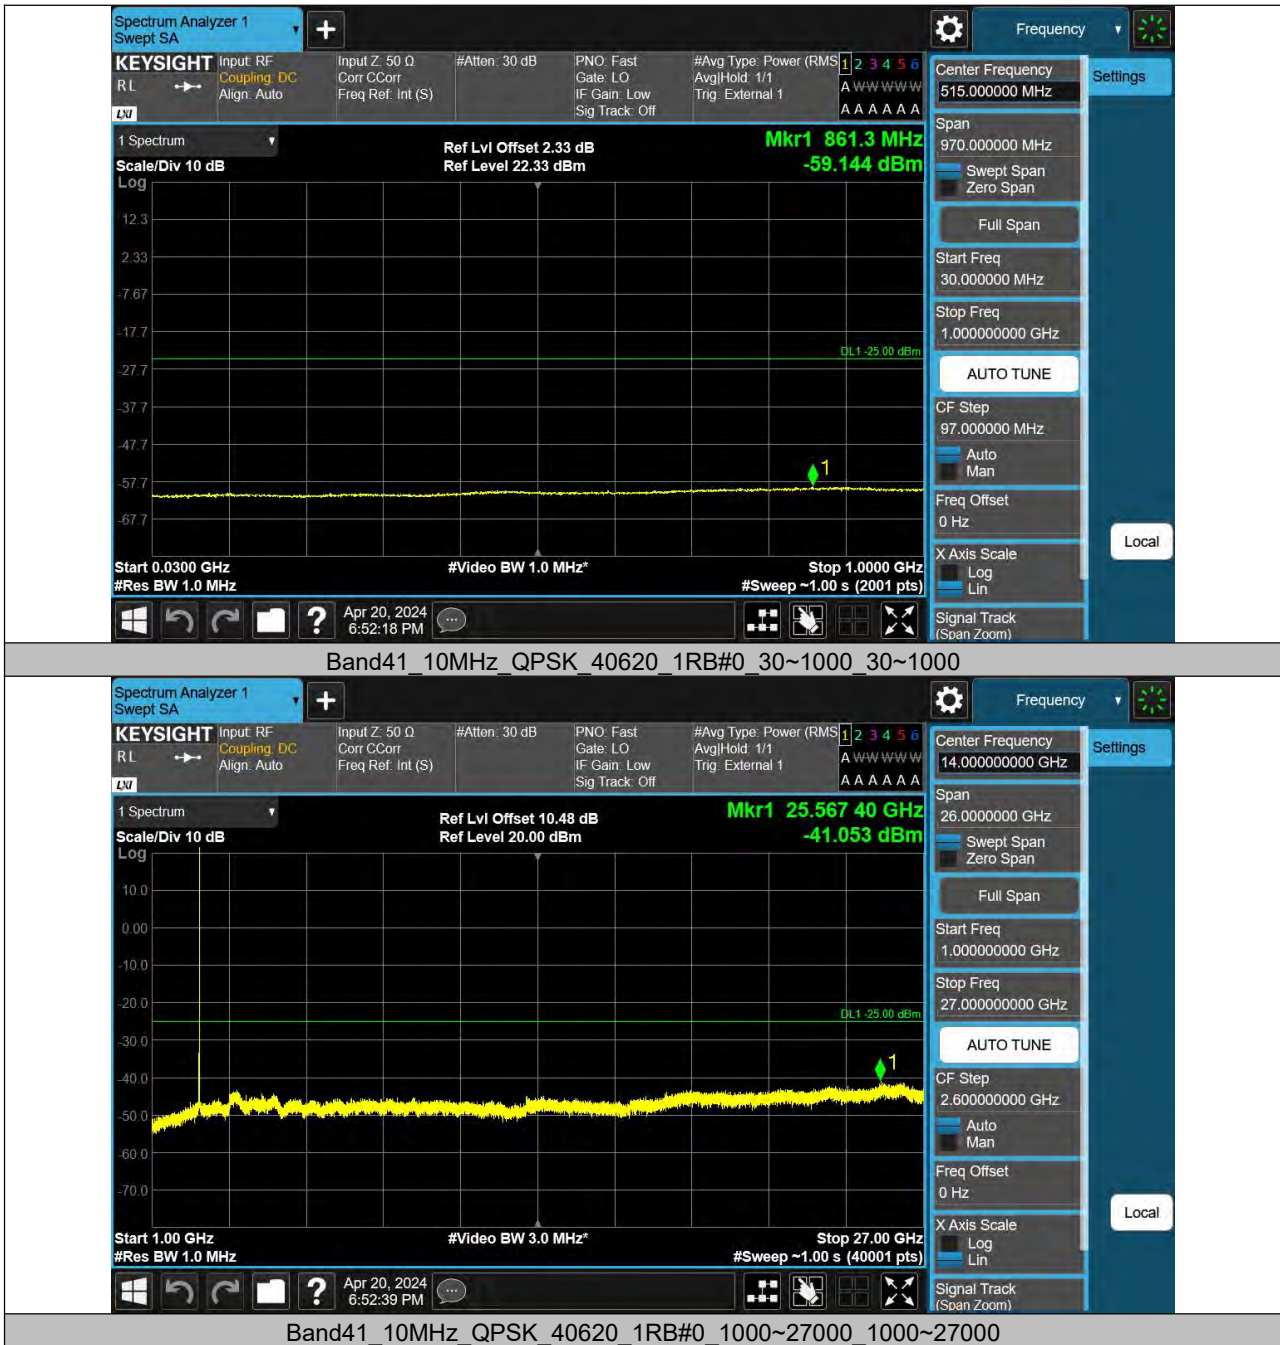 Spectrum Analyzer 1
Swept SA
Frequency
KEYSIGHT
RL
LXI
Input: RF
Coupling: DC
Align: Auto
Input Z: 50 Ω
Corr CCorr
Freq Ref: Int (S)
#Atten: 30 dB
PNO: Fast
Gate: LO
IF Gain: Low
Sig Track: Off
#Avg Type: Power (RMS
Avg|Hold: 1/1
Trig: External 1
1 2 3 4 5 6
A W W W W W
A A A A A A
Center Frequency
515.000000 MHz
Settings
1 Spectrum
Scale/Div 10 dB
Log
Ref Lvl Offset 2.33 dB
Ref Level 22.33 dBm
Mkr1 861.3 MHz
-59.144 dBm
Span
970.000000 MHz
Swept Span
Zero Span
Full Span
Start Freq
30.000000 MHz
Stop Freq
1.000000000 GHz
AUTO TUNE
CF Step
97.000000 MHz
Auto
Man
Freq Offset
0 Hz
X Axis Scale
Log
Lin
Signal Track
(Span Zoom)
Local
12.3
2.33
-7.67
-17.7
DL1 -25.00 dBm
-27.7
-37.7
-47.7
1
-57.7
-67.7
Start 0.0300 GHz
#Res BW 1.0 MHz
#Video BW 1.0 MHz*
Stop 1.0000 GHz
#Sweep ~1.00 s (2001 pts)
?
Apr 20, 2024
6:52:18 PM
Band41_10MHz_QPSK_40620_1RB#0_30~1000_30~1000
Spectrum Analyzer 1
Swept SA
Frequency
KEYSIGHT
RL
LXI
Input: RF
Coupling: DC
Align: Auto
Input Z: 50 Ω
Corr CCorr
Freq Ref: Int (S)
#Atten: 30 dB
PNO: Fast
Gate: LO
IF Gain: Low
Sig Track: Off
#Avg Type: Power (RMS
Avg|Hold: 1/1
Trig: External 1
1 2 3 4 5 6
A W W W W W
A A A A A A
Center Frequency
14.000000000 GHz
Settings
1 Spectrum
Scale/Div 10 dB
Log
Ref Lvl Offset 10.48 dB
Ref Level 20.00 dBm
Mkr1 25.567 40 GHz
-41.053 dBm
Span
26.0000000 GHz
Swept Span
Zero Span
Full Span
Start Freq
1.000000000 GHz
Stop Freq
27.000000000 GHz
AUTO TUNE
CF Step
2.600000000 GHz
Auto
Man
Freq Offset
0 Hz
X Axis Scale
Log
Lin
Signal Track
(Span Zoom)
Local
10.0
0.00
-10.0
-20.0
DL1 -25.00 dBm
-30.0
1
-40.0
-50.0
-60.0
-70.0
Start 1.00 GHz
#Res BW 1.0 MHz
#Video BW 3.0 MHz*
Stop 27.00 GHz
#Sweep ~1.00 s (40001 pts)
?
Apr 20, 2024
6:52:39 PM
Band41_10MHz_QPSK_40620_1RB#0_1000~27000_1000~27000